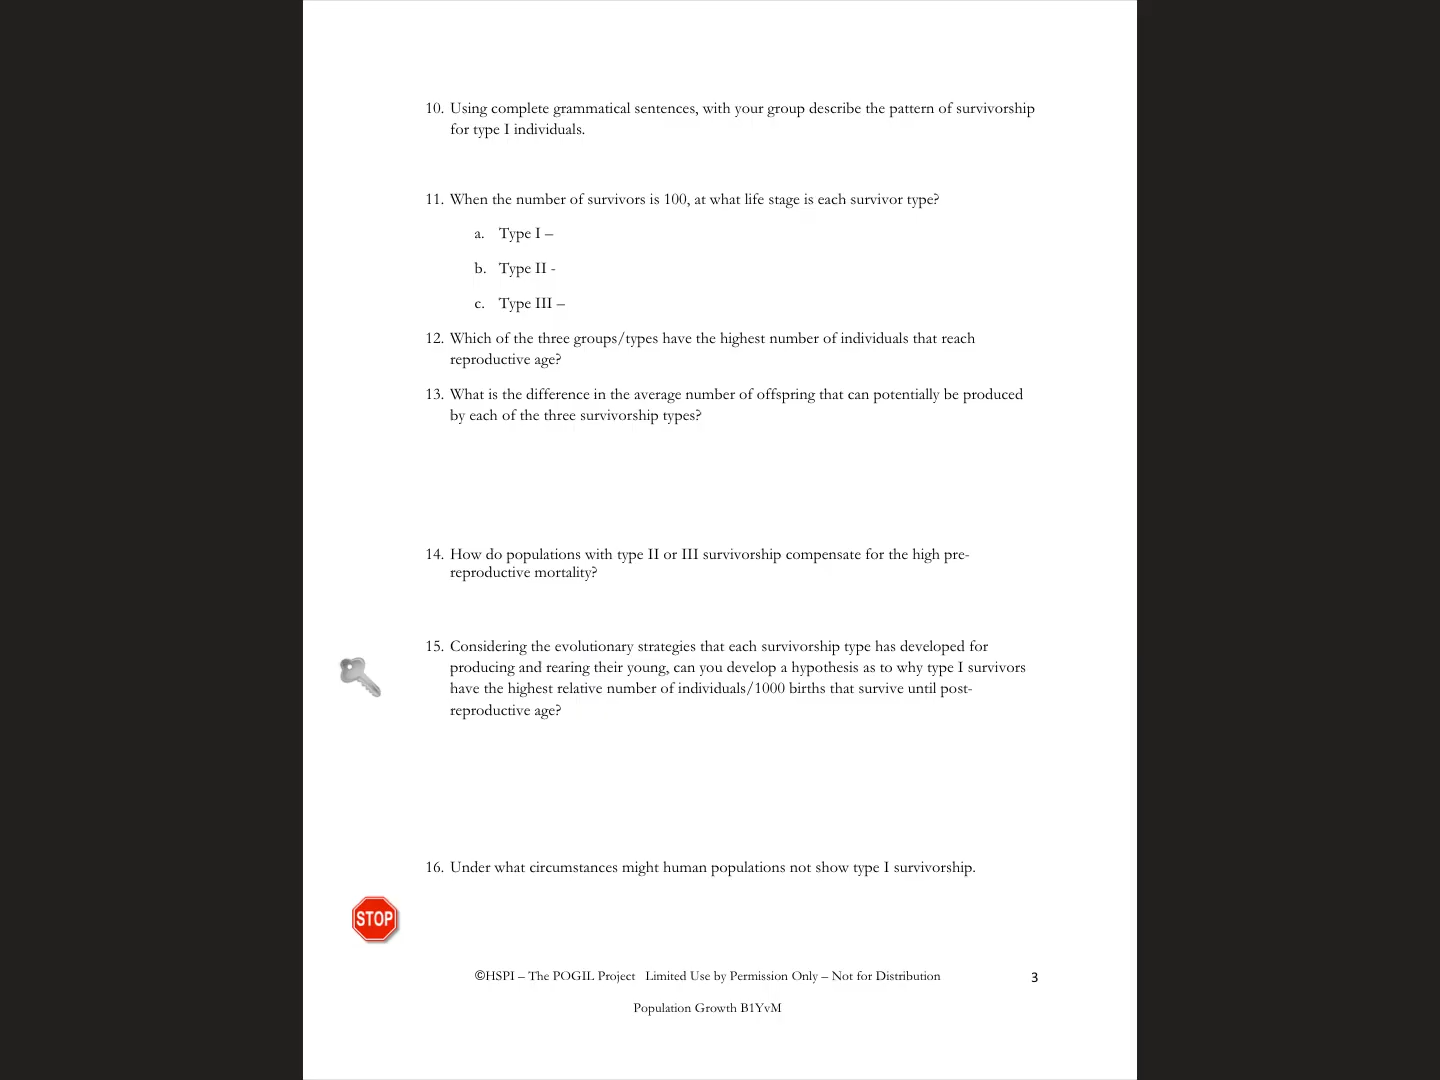 10. Using complete grammatical sentences, with your group describe the pattern of survivorship
for type I individuals.
11. When the number of survivors is 100, at what life stage is each survivor type?
a. Type I –
b. Type II -
c. Type III –
12. Which of the three groups/types have the highest number of individuals that reach
reproductive age?
13. What is the difference in the average number of offspring that can potentially be produced
by each of the three survivorship types?
14. How do populations with type II or III survivorship compensate for the high pre-
reproductive mortality?
15. Considering the evolutionary strategies that each survivorship type has developed for
producing and rearing their young, can you develop a hypothesis as to why type I survivors
have the highest relative number of individuals/1000 births that survive until post-
reproductive age?
16. Under what circumstances might human populations not show type I survivorship.
STOP
©HSPI – The POGIL Project Limited Use by Permission Only – Not for Distribution 3
Population Growth B1YvM